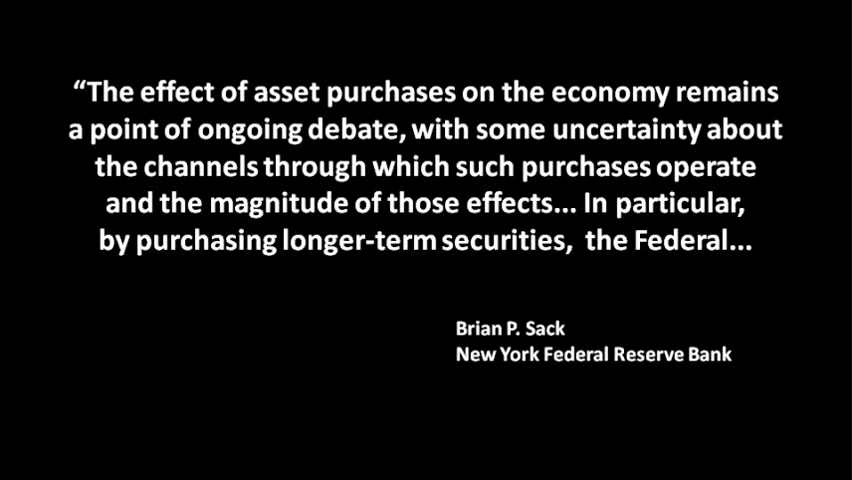 “The effect of asset purchases on the economy remains
a point of ongoing debate, with some uncertainty about
the channels through which such purchases operate
and the magnitude of those effects... In particular,
by purchasing longer-term securities,  the Federal...
Brian P. Sack
New York Federal Reserve Bank